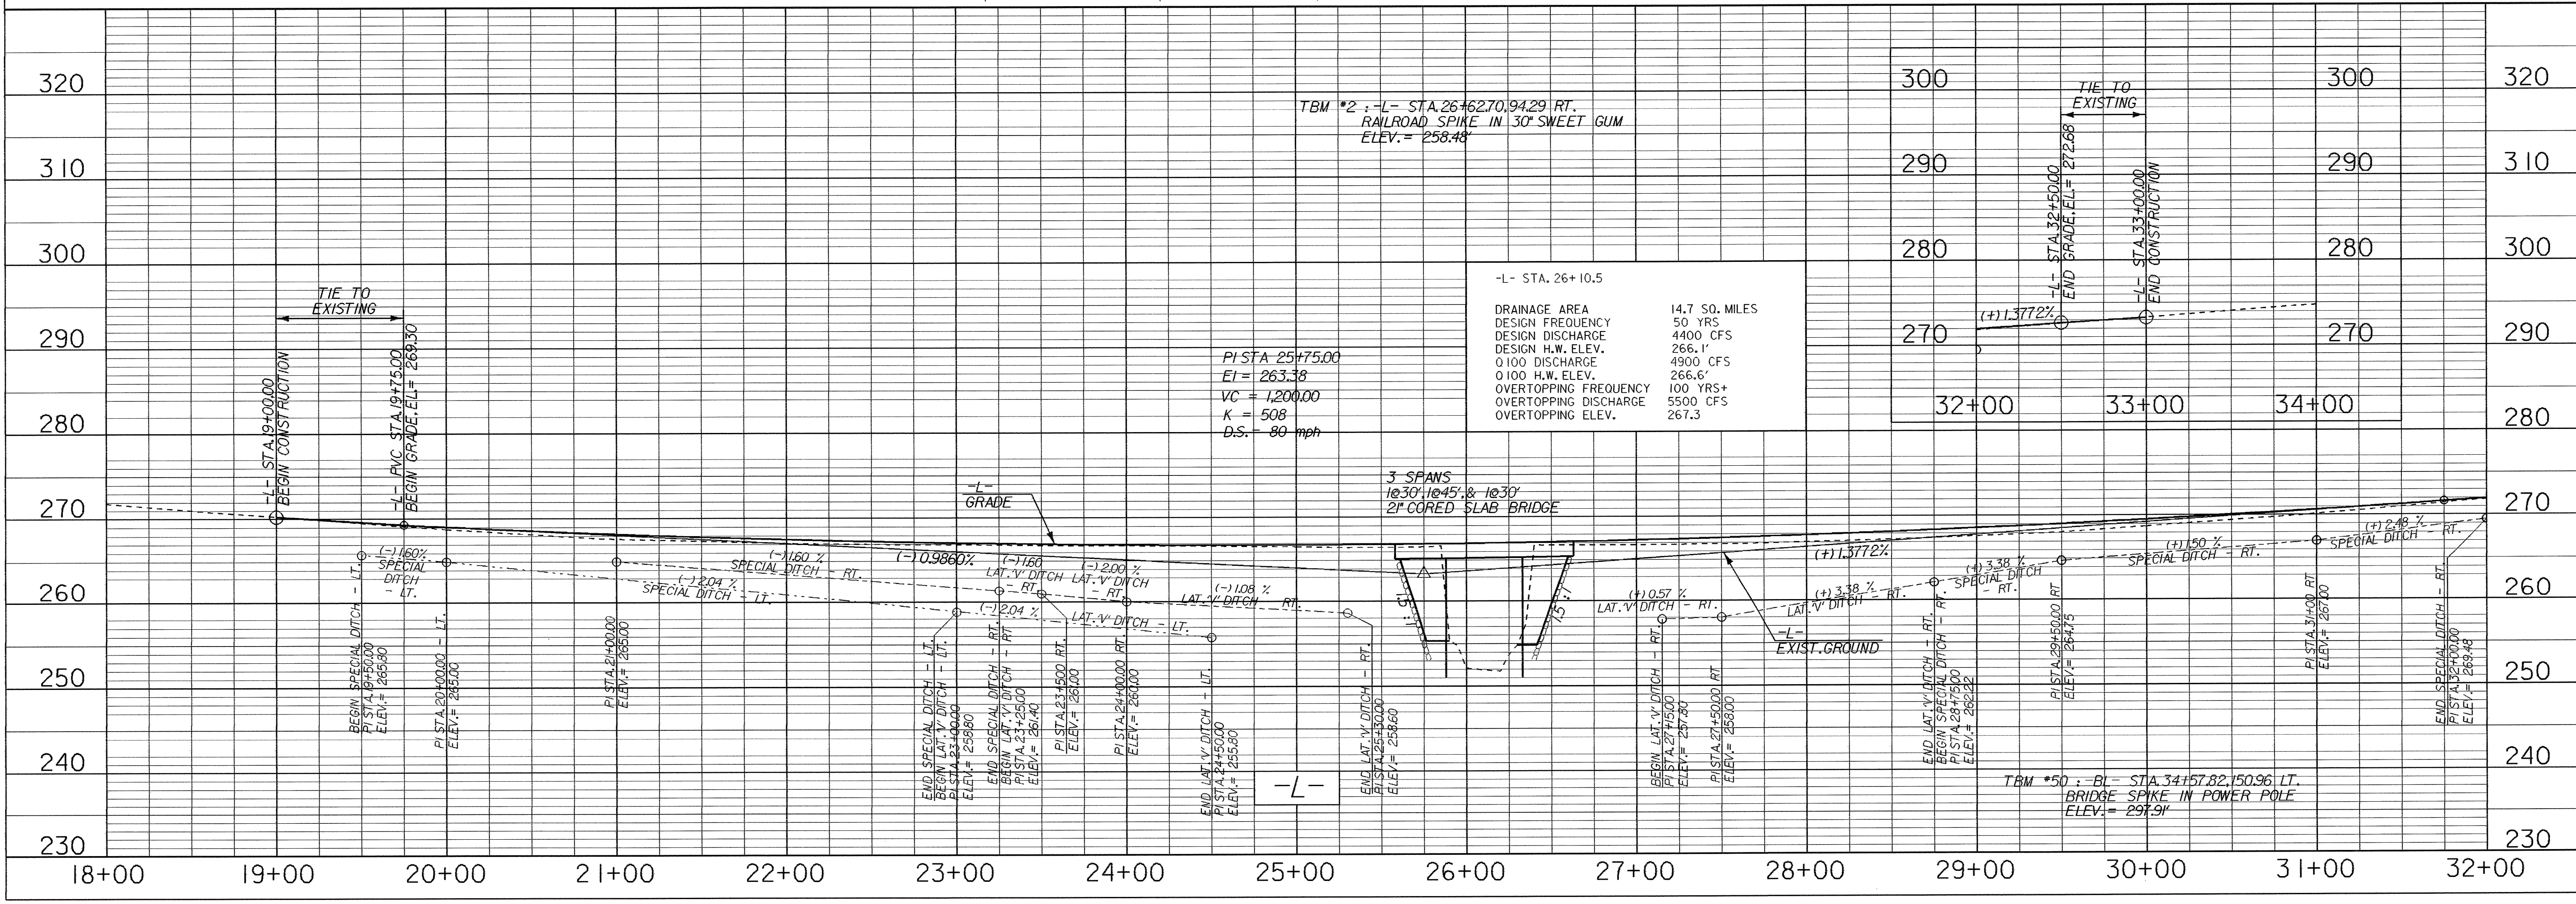 320
310
300
290
280
270
260
250
240
230
320
310
300
290
280
270
260
250
240
230
18+00
19+00
20+00
21+00
22+00
23+00
24+00
25+00
26+00
27+00
28+00
29+00
30+00
31+00
32+00
TBM #2 : -L- STA. 26+62.70, 94.29 RT.
RAILROAD SPIKE IN 30" SWEET GUM
ELEV.= 258.48'
300
290
280
270
300
290
280
270
32+00
33+00
34+00
TIE TO
EXISTING
-L- STA. 32+50.00
END GRADE, EL.= 272.68
-L- STA. 33+00.00
END CONSTRUCTION
(+) 1.3772%
TIE TO
EXISTING
-L- STA. 19+00.00
BEGIN CONSTRUCTION
-L- PVC STA. 19+75.00
BEGIN GRADE, EL.= 269.30
PI STA 25+75.00
El = 263.38
VC = 1,200.00
K = 508
D.S.= 80 mph
-L- STA. 26+10.5
DRAINAGE AREA 14.7 SQ. MILES
DESIGN FREQUENCY 50 YRS
DESIGN DISCHARGE 4400 CFS
DESIGN H.W. ELEV. 266.1'
Q100 DISCHARGE 4900 CFS
Q100 H.W. ELEV. 266.6'
OVERTOPPING FREQUENCY 100 YRS+
OVERTOPPING DISCHARGE 5500 CFS
OVERTOPPING ELEV. 267.3
-L-
GRADE
3 SPANS
1@30', 1@45', & 1@30'
21" CORED SLAB BRIDGE
(-) 1.60%
SPECIAL
DITCH
- LT.
(-) 2.04 %
SPECIAL DITCH - LT.
(-) 1.60 %
SPECIAL DITCH - RT.
(-) 0.9860%
(-) 1.60
LAT. 'V' DITCH
- RT.
(-) 2.00 %
LAT. 'V' DITCH
- RT.
(-) 1.08 %
LAT. 'V' DITCH - RT.
(-) 2.04 %
LAT. 'V' DITCH - LT.
1.5 : 1
1.5 : 1
(+) 0.57 %
LAT. 'V' DITCH - RT.
(+) 3.38 %
LAT. 'V' DITCH - RT.
(+) 1.3772%
(+) 3.38 %
SPECIAL DITCH
- RT.
(+) 1.50 %
SPECIAL DITCH - RT.
(+) 2.48 %
SPECIAL DITCH - RT.
-L-
EXIST. GROUND
BEGIN SPECIAL DITCH - LT.
PI STA. 19+50.00
ELEV.= 265.80
PI STA. 20+00.00 - LT.
ELEV.= 265.00
PI STA. 21+00.00
ELEV.= 265.00
END SPECIAL DITCH - LT.
BEGIN LAT. 'V' DITCH - LT.
PI STA. 23+00.00
ELEV.= 258.80
END SPECIAL DITCH - RT.
BEGIN LAT. 'V' DITCH - RT
PI STA. 23+25.00
ELEV.= 261.40
PI STA. 23+500 RT.
ELEV.= 261.00
PI STA. 24+00.00 RT.
ELEV.= 260.00
END LAT. 'V' DITCH - LT.
PI STA. 24+50.00
ELEV.= 255.80
-L-
END LAT. 'V' DITCH - RT.
PI STA. 25+30.00
ELEV.= 258.60
BEGIN LAT. 'V' DITCH - RT.
PI STA. 27+15.00
ELEV.= 257.80
PI STA. 27+50.00 RT
ELEV.= 258.00
END LAT. 'V' DITCH - RT.
BEGIN SPECIAL DITCH - RT.
PI STA. 28+75.00
ELEV.= 262.22
PI STA. 29+50.00 RT
ELEV.= 264.75
PI STA. 31+00 RT
ELEV.= 267.00
END SPECIAL DITCH - RT.
PI STA. 32+00.00
ELEV.= 269.48
TBM #50 : -BL- STA. 34+57.82, 150.96 LT.
BRIDGE SPIKE IN POWER POLE
ELEV.= 297.91'